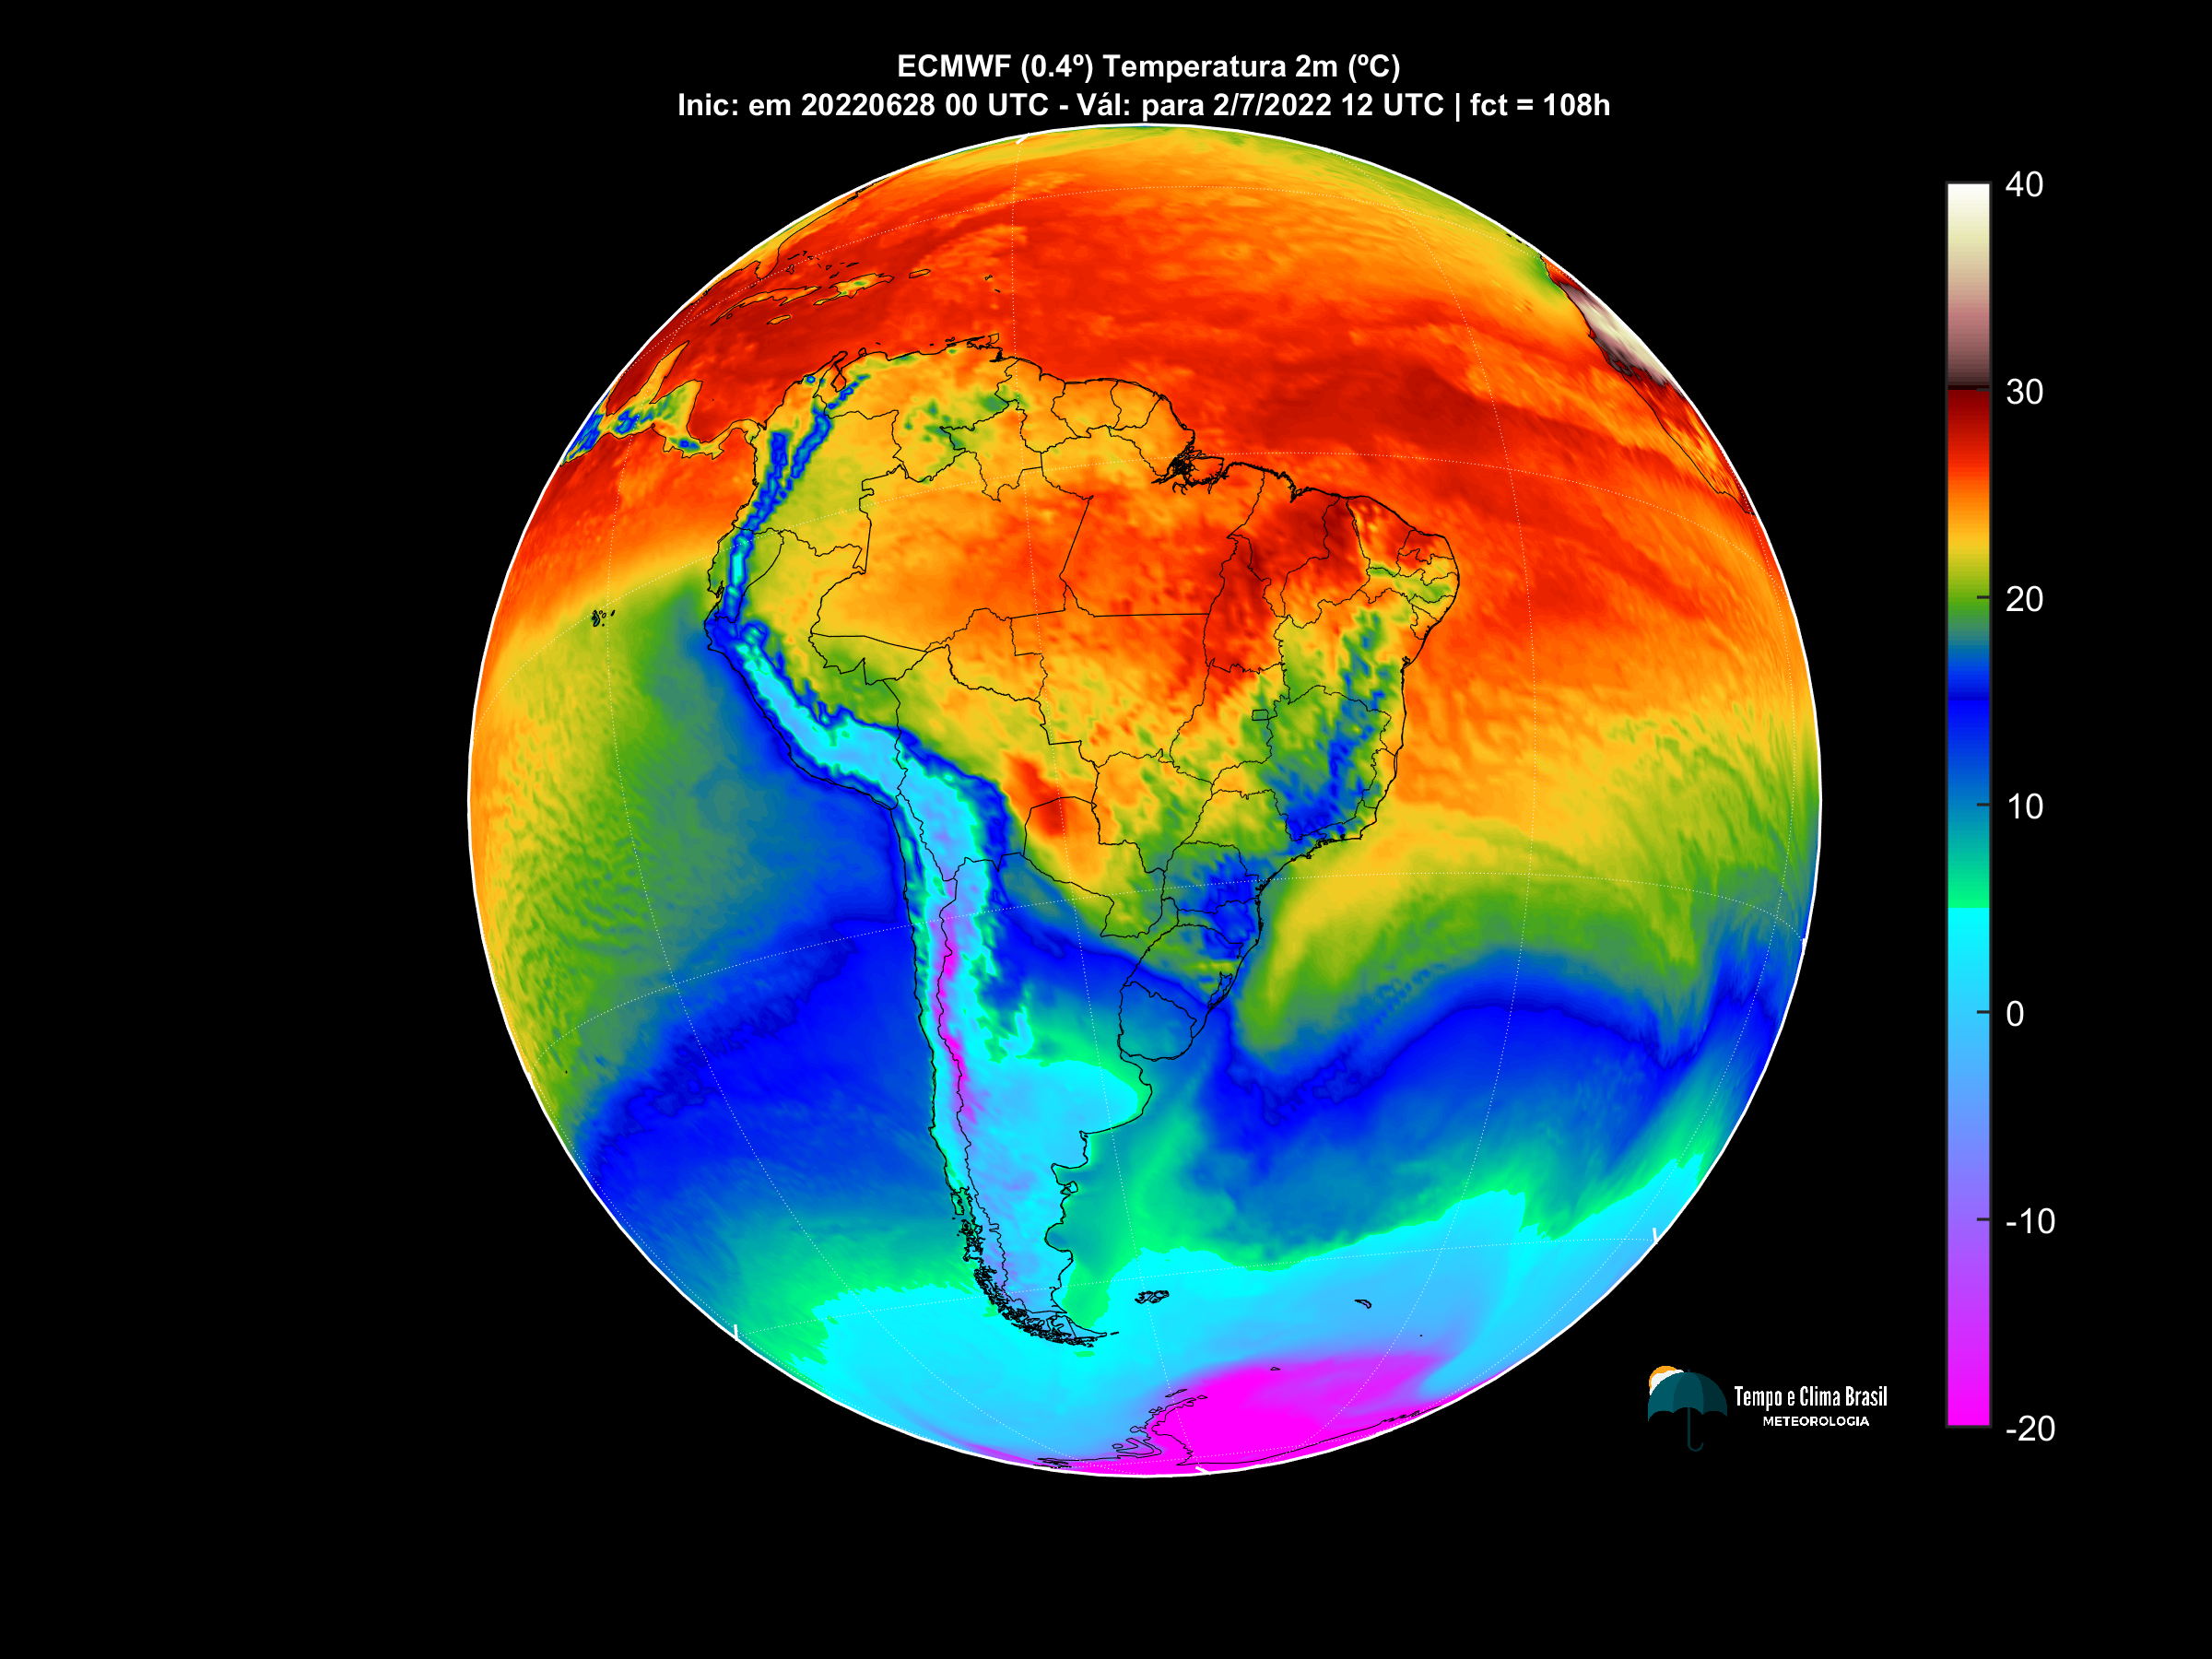 ECMWF (0.4º) Temperatura 2m (ºC)
Inic: em 20220628 00 UTC - Vál: para 2/7/2022 12 UTC | fct = 108h
40
30
20
10
0
-10
-20
Tempo e Clima Brasil
METEOROLOGIA